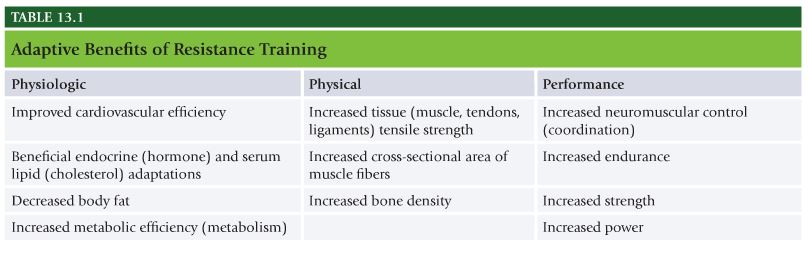 TABLE 13.1
Adaptive Benefits of Resistance Training
Physiologic Physical Performance
Improved cardiovascular efficiency Increased tissue (muscle, tendons, Increased neuromuscular control
ligaments) tensile strength (coordination)
Beneficial endocrine (hormone) and serum Increased cross-sectional area of Increased endurance
lipid (cholesterol) adaptations muscle fibers
Decreased body fat Increased bone density Increased strength
Increased metabolic efficiency (metabolism) Increased power